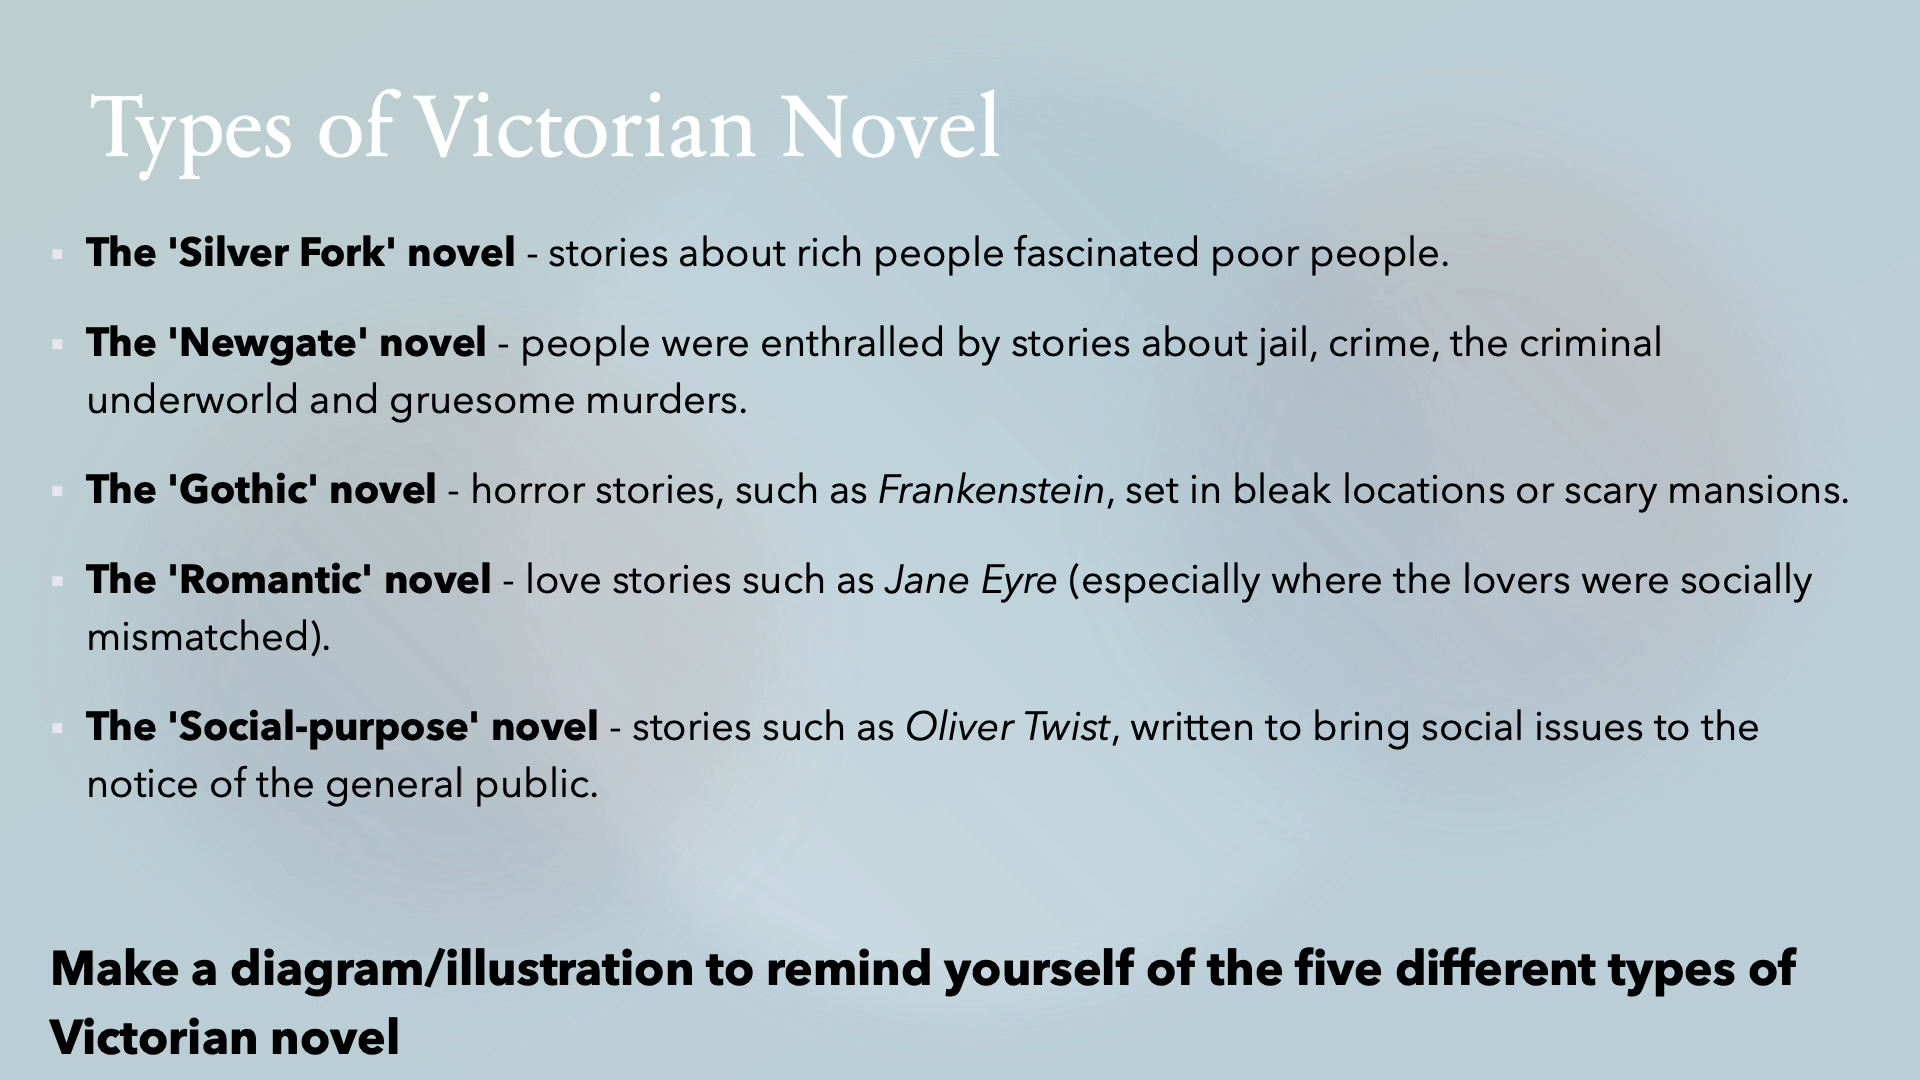 Types of Victorian Novel
▪ The 'Silver Fork' novel - stories about rich people fascinated poor people.
▪ The 'Newgate' novel - people were enthralled by stories about jail, crime, the criminal
underworld and gruesome murders.
▪ The 'Gothic' novel - horror stories, such as Frankenstein, set in bleak locations or scary mansions.
▪ The 'Romantic' novel - love stories such as Jane Eyre (especially where the lovers were socially
mismatched).
▪ The 'Social-purpose' novel - stories such as Oliver Twist, written to bring social issues to the
notice of the general public.
Make a diagram/illustration to remind yourself of the five different types of
Victorian novel